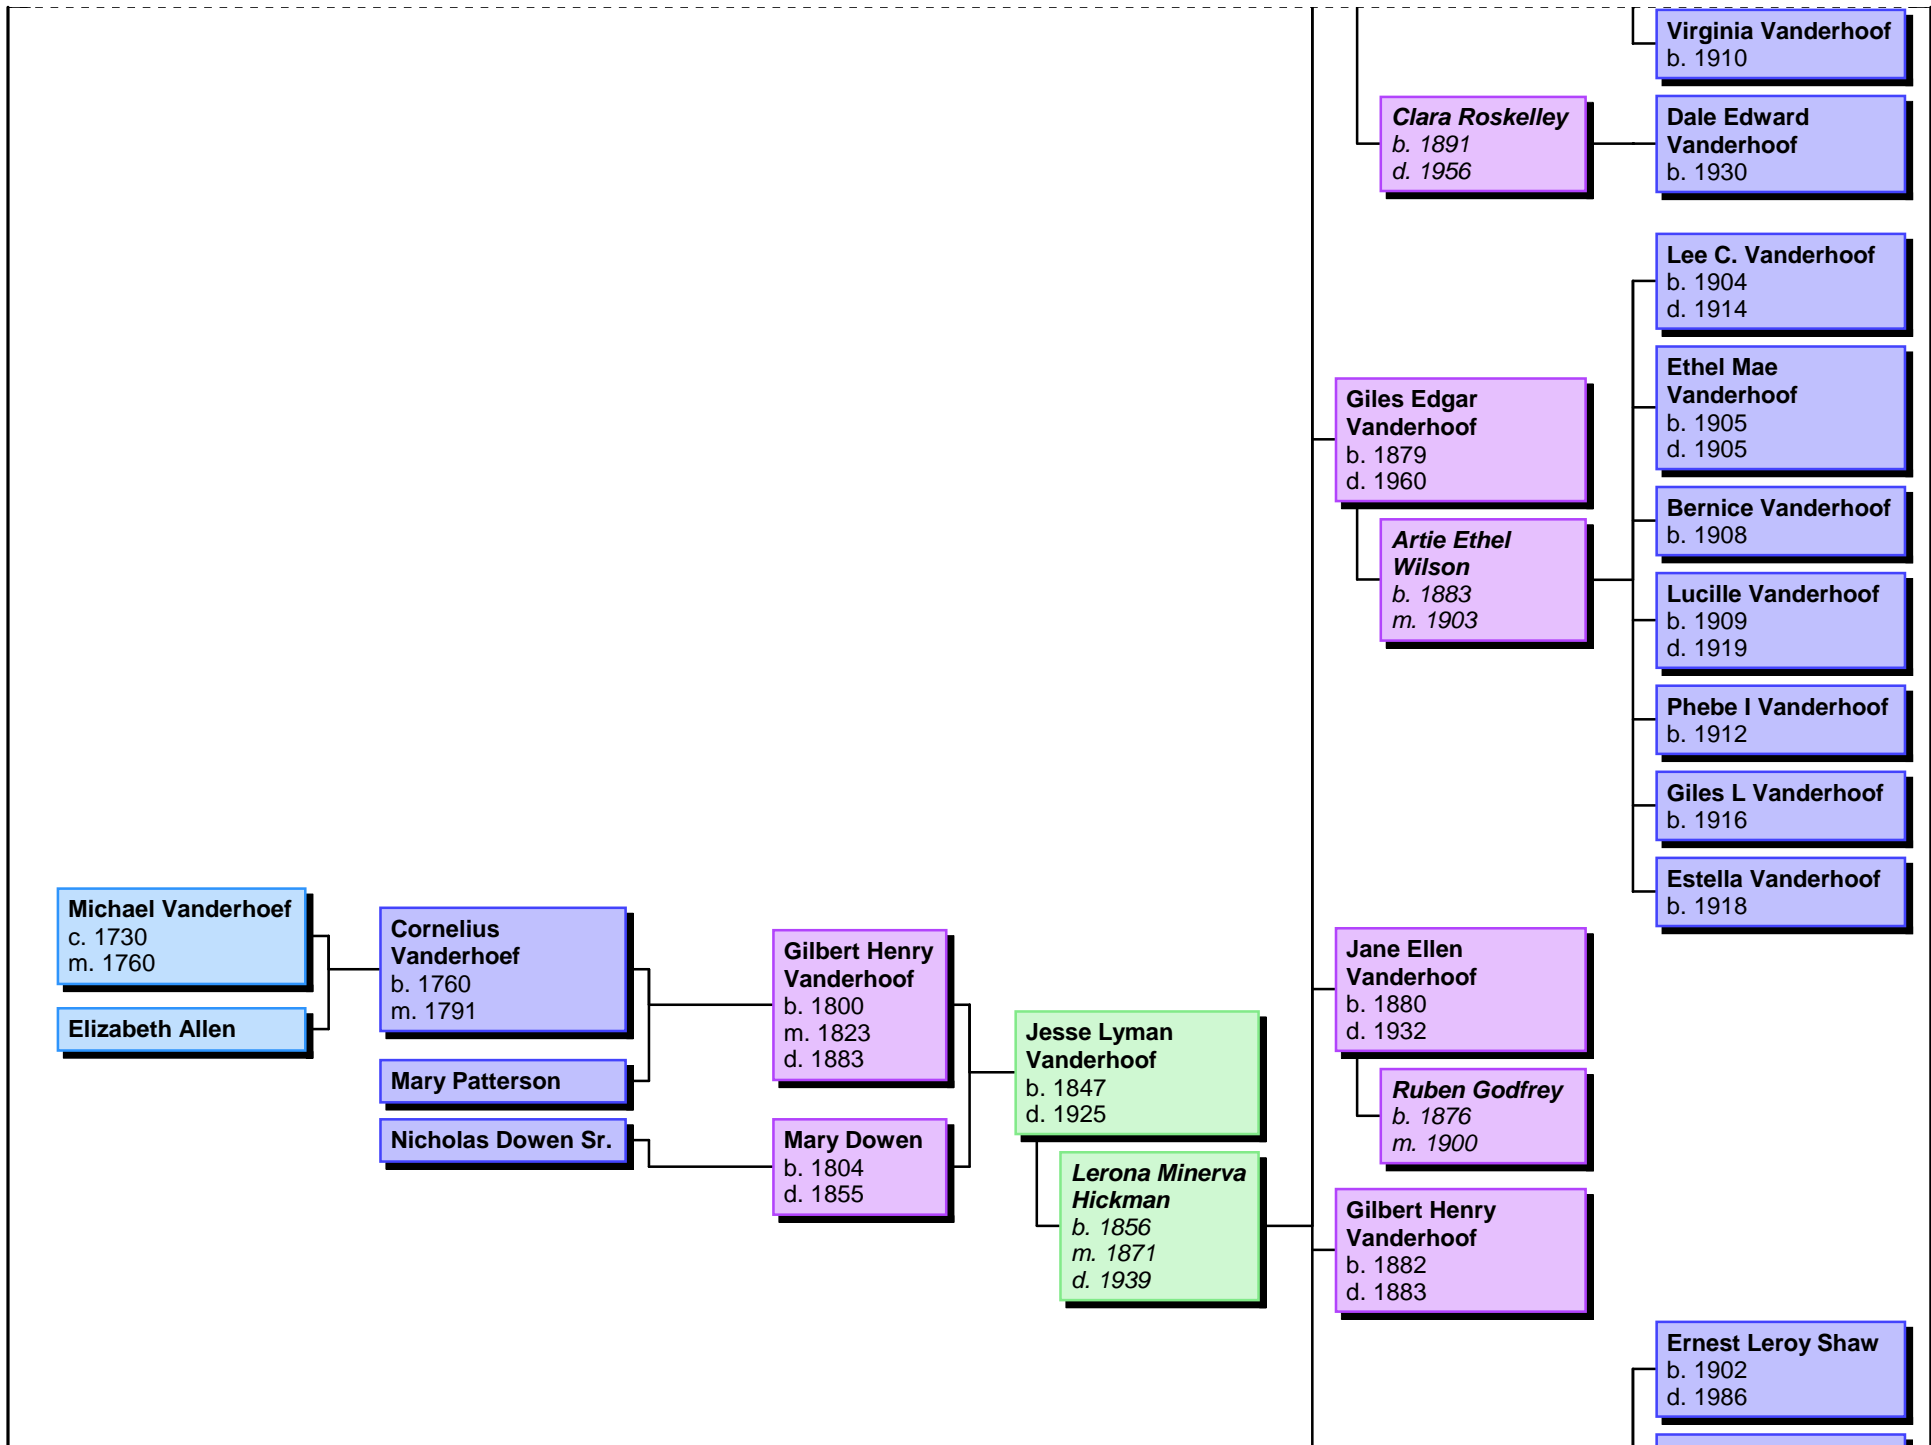 Virginia Vanderhoof
b. 1910
Clara Roskelley
b. 1891
d. 1956
Dale Edward
Vanderhoof
b. 1930
Lee C. Vanderhoof
b. 1904
d. 1914
Ethel Mae
Vanderhoof
b. 1905
d. 1905
Giles Edgar
Vanderhoof
b. 1879
d. 1960
Bernice Vanderhoof
b. 1908
Artie Ethel
Wilson
b. 1883
m. 1903
Lucille Vanderhoof
b. 1909
d. 1919
Phebe I Vanderhoof
b. 1912
Giles L Vanderhoof
b. 1916
Estella Vanderhoof
b. 1918
Michael Vanderhoef
c. 1730
m. 1760
Elizabeth Allen
Cornelius
Vanderhoef
b. 1760
m. 1791
Mary Patterson
Nicholas Dowen Sr.
Gilbert Henry
Vanderhoof
b. 1800
m. 1823
d. 1883
Mary Dowen
b. 1804
d. 1855
Jesse Lyman
Vanderhoof
b. 1847
d. 1925
Lerona Minerva
Hickman
b. 1856
m. 1871
d. 1939
Jane Ellen
Vanderhoof
b. 1880
d. 1932
Ruben Godfrey
b. 1876
m. 1900
Gilbert Henry
Vanderhoof
b. 1882
d. 1883
Ernest Leroy Shaw
b. 1902
d. 1986